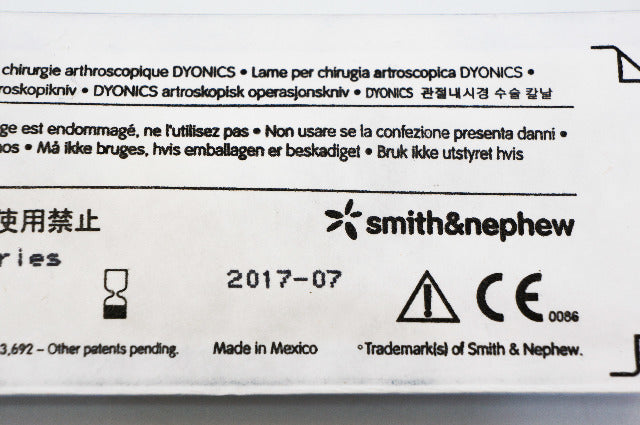 chirurgie arthroscopique DYONICS • Lame per chirugia artroscopica DYONICS •
roskopikniv • DYONICS artroskopisk operasjonskniv • DYONICS 관절내시경 수술 칼날
ge est endommagé, ne l'utilisez pas • Non usare se la confezione presenta danni •
nos • Må ikke bruges, hvis emballagen er beskadiget • Bruk ikke utstyret hvis
使用禁止
smith&nephew
ries
2017-07
CE 0086
3,692 – Other patents pending. Made in Mexico °Trademark(s) of Smith & Nephew.